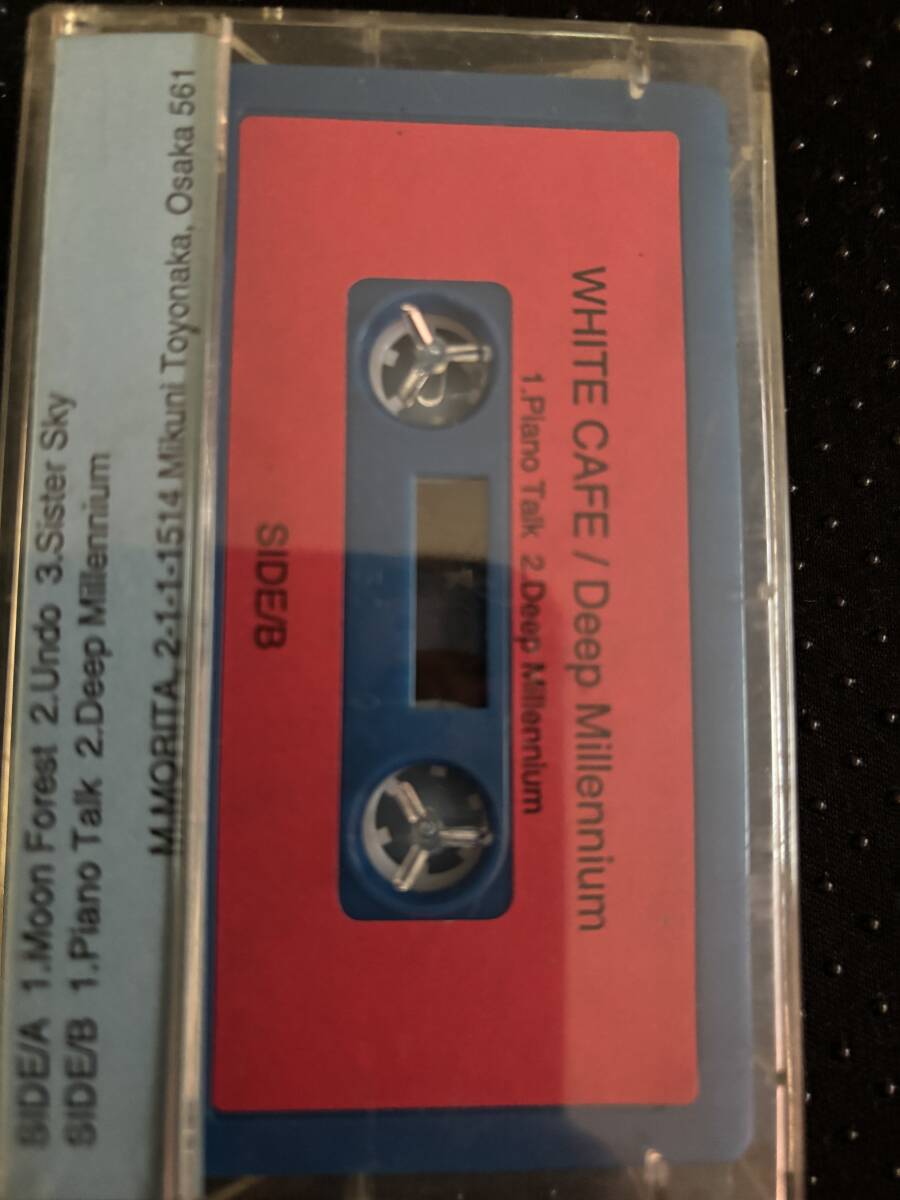 SIDE/A 1.Moon Forest 2.Undo 3.Sister Sky
SIDE/B 1.Piano Talk 2.Deep Millennium
M.MORITA, 2-1-1-1514 Mikuni Toyonaka, Osaka 561
WHITE CAFE / Deep Millennium
1.Piano Talk 2.Deep Millennium
SIDE/B